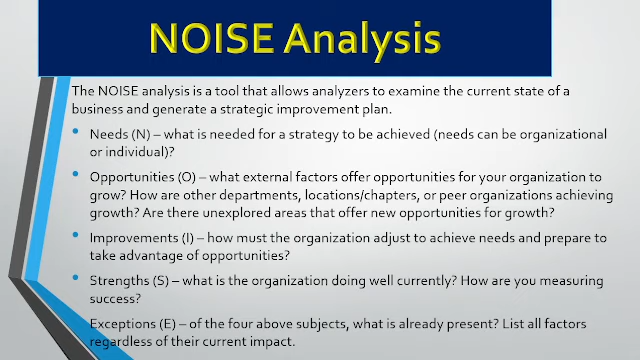 NOISE Analysis
The NOISE analysis is a tool that allows analyzers to examine the current state of a
business and generate a strategic improvement plan.
• Needs (N) – what is needed for a strategy to be achieved (needs can be organizational
or individual)?
• Opportunities (O) – what external factors offer opportunities for your organization to
grow? How are other departments, locations/chapters, or peer organizations achieving
growth? Are there unexplored areas that offer new opportunities for growth?
• Improvements (I) – how must the organization adjust to achieve needs and prepare to
take advantage of opportunities?
• Strengths (S) – what is the organization doing well currently? How are you measuring
success?
Exceptions (E) – of the four above subjects, what is already present? List all factors
regardless of their current impact.